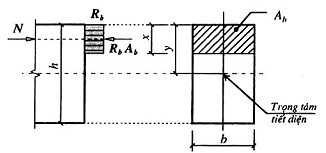 R_b
A_b
N
x
y
h
R_b A_b
Trọng tâm
tiết diện
b